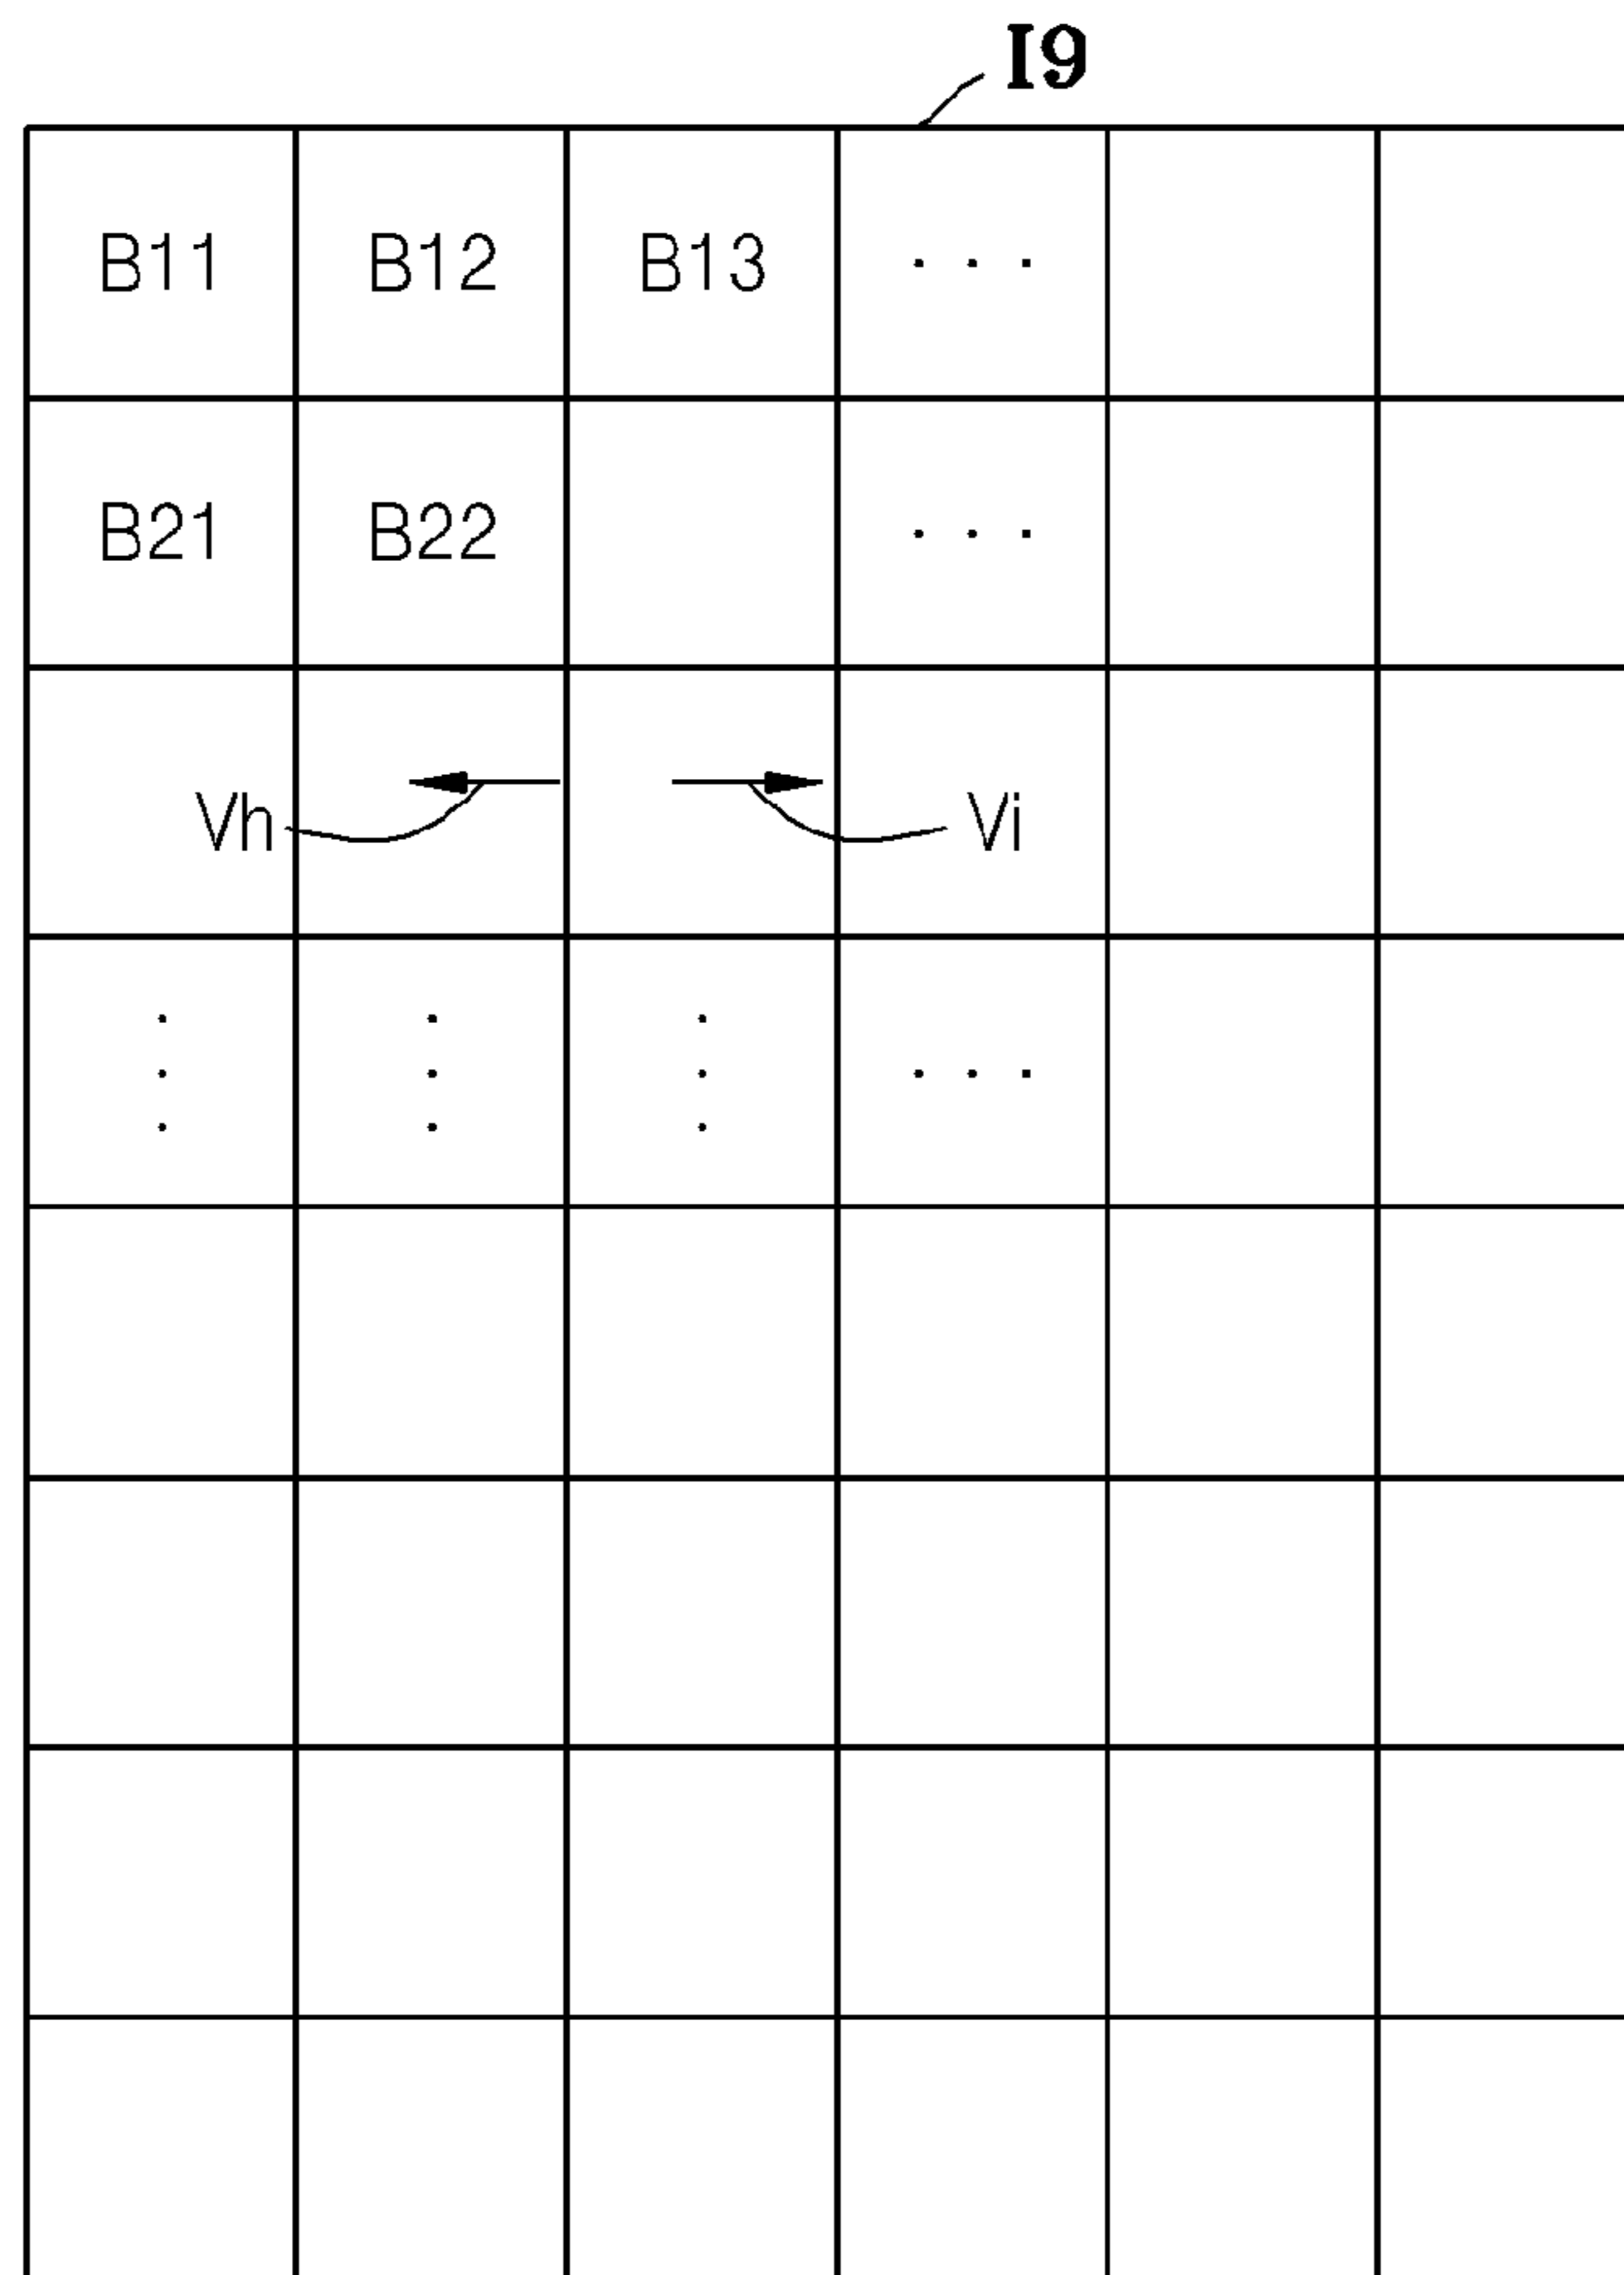 I9
B11 B12 B13 . . .
B21 B22 . . .
Vh Vi
. . . . . .
. . .
. . .